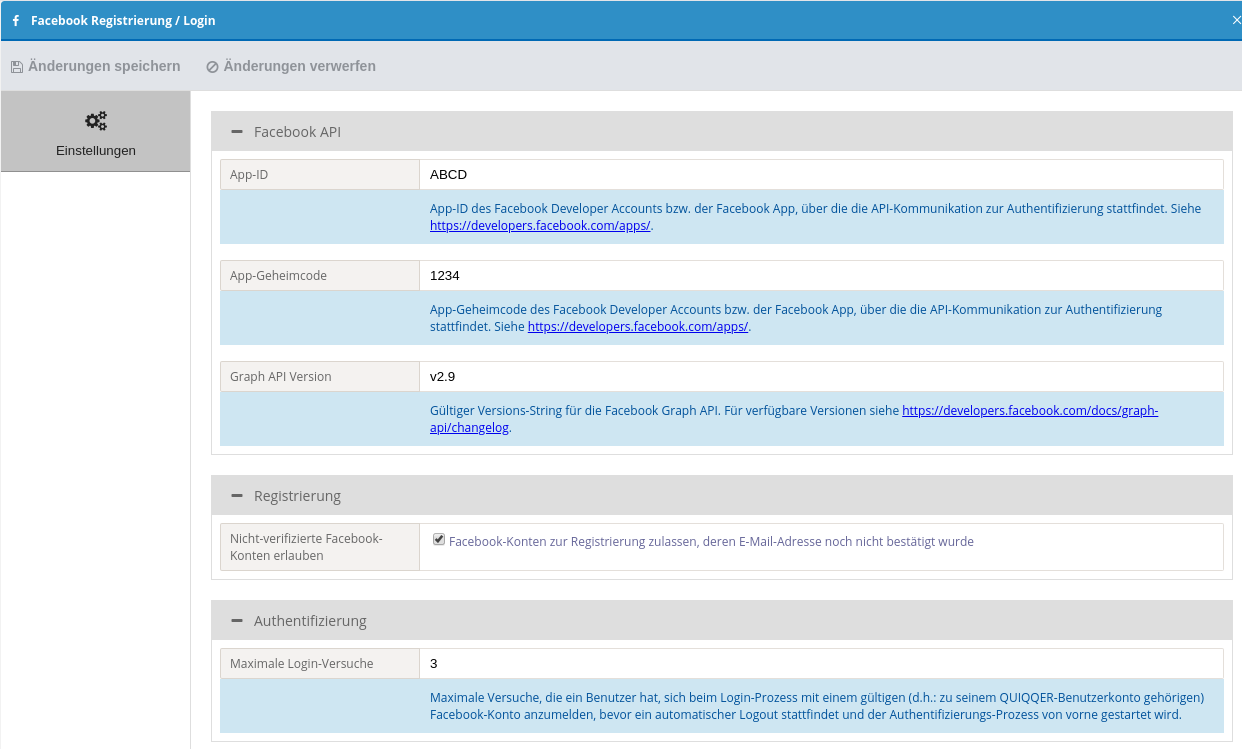 Facebook Registrierung / Login
Änderungen speichern Änderungen verwerfen
Einstellungen
Facebook API
App-ID ABCD
App-ID des Facebook Developer Accounts bzw. der Facebook App, über die die API-Kommunikation zur Authentifizierung stattfindet. Siehe
https://developers.facebook.com/apps/.
App-Geheimcode 1234
App-Geheimcode des Facebook Developer Accounts bzw. der Facebook App, über die die API-Kommunikation zur Authentifizierung
stattfindet. Siehe https://developers.facebook.com/apps/.
Graph API Version v2.9
Gültiger Versions-String für die Facebook Graph API. Für verfügbare Versionen siehe https://developers.facebook.com/docs/graph-
api/changelog.
Registrierung
Nicht-verifizierte Facebook-
Konten erlauben
Facebook-Konten zur Registrierung zulassen, deren E-Mail-Adresse noch nicht bestätigt wurde
Authentifizierung
Maximale Login-Versuche 3
Maximale Versuche, die ein Benutzer hat, sich beim Login-Prozess mit einem gültigen (d.h.: zu seinem QUIQQER-Benutzerkonto gehörigen)
Facebook-Konto anzumelden, bevor ein automatischer Logout stattfindet und der Authentifizierungs-Prozess von vorne gestartet wird.